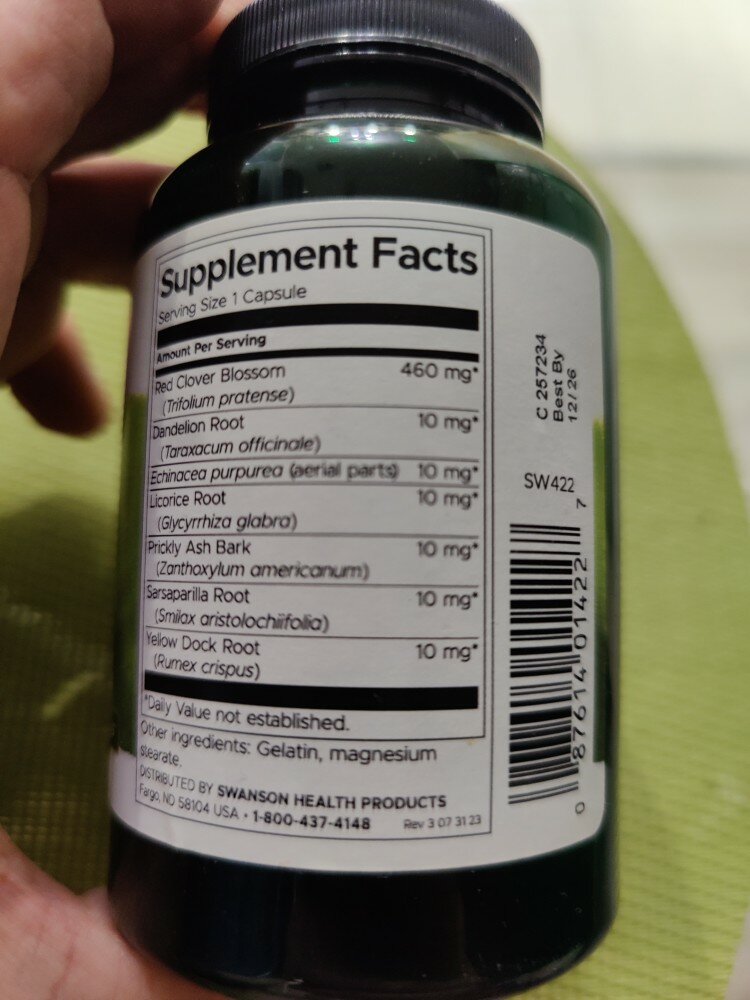 Supplement Facts
Serving Size 1 Capsule
Amount Per Serving
Red Clover Blossom 460 mg*
(Trifolium pratense)
Dandelion Root 10 mg*
(Taraxacum officinale)
Echinacea purpurea (aerial parts) 10 mg*
Licorice Root 10 mg*
(Glycyrrhiza glabra)
Prickly Ash Bark 10 mg*
(Zanthoxylum americanum)
Sarsaparilla Root 10 mg*
(Smilax aristolochiifolia)
Yellow Dock Root 10 mg*
(Rumex crispus)
*Daily Value not established.
Other ingredients: Gelatin, magnesium
stearate.
DISTRIBUTED BY SWANSON HEALTH PRODUCTS
Fargo, ND 58104 USA • 1-800-437-4148 Rev 3 07 31 23
C 257234
Best By
12/26
SW422
0 87614 01422 7